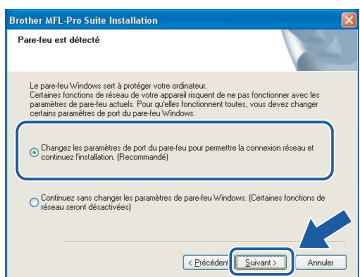 Brother MFL-Pro Suite Installation
Pare-feu est détecté
Le pare-feu Windows sert à protéger votre ordinateur.
Certaines fonctions de réseau de votre appareil risquent de ne pas fonctionner avec les
paramètres de pare-feu actuels. Pour qu'elles fonctionnent toutes, vous devez changer
certains paramètres de port du pare-feu Windows.
Changez les paramètres de port du pare-feu pour permettre la connexion réseau et
continuez l'installation. (Recommandé)
Continuez sans changer les paramètres de pare-feu Windows. (Certaines fonctions de
réseau seront désactivées)
< Précédent Suivant > Annuler